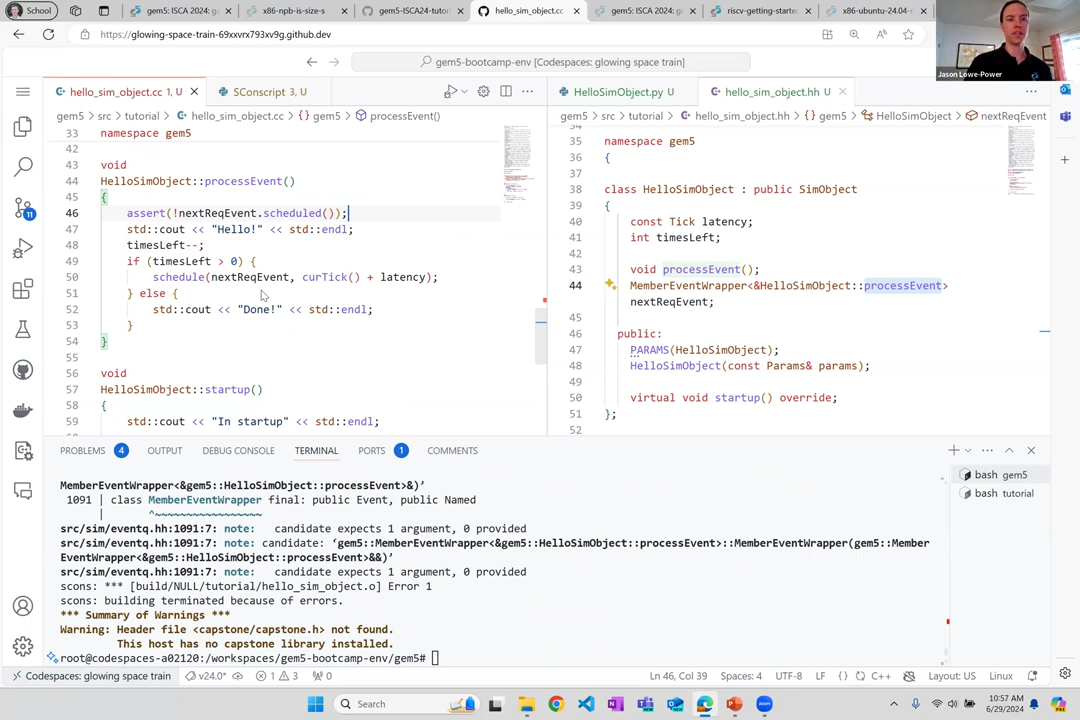 School
gem5: ISCA 2024: g
x86-npb-is-size-s
gem5-ISCA24-tutor
hello_sim_object.cc
gem5: ISCA 2024: g
riscv-getting-starte
x86-ubuntu-24.04-
https://glowing-space-train-69xxvrx793xv9g.github.dev
Jason Lowe-Power
gem5-bootcamp-env [Codespaces: glowing space train]
hello_sim_object.cc 1, U
SConscript 3, U
HelloSimObject.py U
hello_sim_object.hh U
gem5 > src > tutorial > hello_sim_object.cc > {} gem5 > processEvent()
gem5 > src > tutorial > hello_sim_object.hh > {} gem5 > HelloSimObject > nextReqEvent
33 namespace gem5
42
43 void
44 HelloSimObject::processEvent()
45 {
46 assert(!nextReqEvent.scheduled());
47 std::cout << "Hello!" << std::endl;
48 timesLeft--;
49 if (timesLeft > 0) {
50 schedule(nextReqEvent, curTick() + latency);
51 } else {
52 std::cout << "Done!" << std::endl;
53 }
54 }
55
56 void
57 HelloSimObject::startup()
58 {
59 std::cout << "In startup" << std::endl;
34
35 namespace gem5
36 {
37
38 class HelloSimObject : public SimObject
39 {
40 const Tick latency;
41 int timesLeft;
42
43 void processEvent();
44 MemberEventWrapper<&HelloSimObject::processEvent>
nextReqEvent;
45
46 public:
47 PARAMS(HelloSimObject);
48 HelloSimObject(const Params& params);
49
50 virtual void startup() override;
51 };
52
PROBLEMS 4
OUTPUT
DEBUG CONSOLE
TERMINAL
PORTS 1
COMMENTS
MemberEventWrapper<&gem5::HelloSimObject::processEvent>&)’
1091 | class MemberEventWrapper final: public Event, public Named
| ^~~~~~~~~~~~~~~~~~
src/sim/eventq.hh:1091:7: note: candidate expects 1 argument, 0 provided
src/sim/eventq.hh:1091:7: note: candidate: ‘gem5::MemberEventWrapper<&gem5::HelloSimObject::processEvent>::MemberEventWrapper(gem5::Member
EventWrapper<&gem5::HelloSimObject::processEvent>&&)’
src/sim/eventq.hh:1091:7: note: candidate expects 1 argument, 0 provided
scons: *** [build/NULL/tutorial/hello_sim_object.o] Error 1
scons: building terminated because of errors.
*** Summary of Warnings ***
Warning: Header file <capstone/capstone.h> not found.
This host has no capstone library installed.
root@codespaces-a02120:/workspaces/gem5-bootcamp-env/gem5#
bash gem5
bash tutorial
11
Codespaces: glowing space train
v24.0*
1
3
0
Ln 46, Col 39
Spaces: 4
UTF-8
LF
{} C++
Layout: US
Linux
Search
10:57 AM
6/29/2024